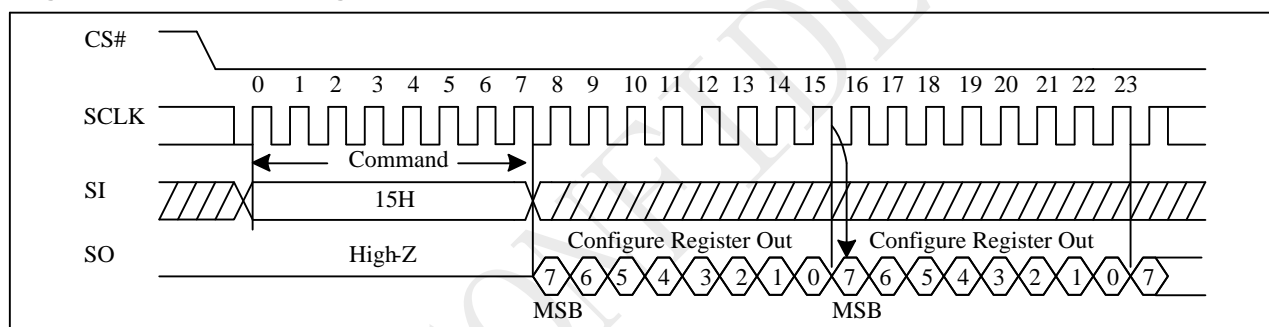 CS#
0 1 2 3 4 5 6 7 8 9 10 11 12 13 14 15 16 17 18 19 20 21 22 23
SCLK
Command
SI
15H
SO
High-Z
Configure Register Out
Configure Register Out
7 6 5 4 3 2 1 0 7 6 5 4 3 2 1 0 7
MSB
MSB